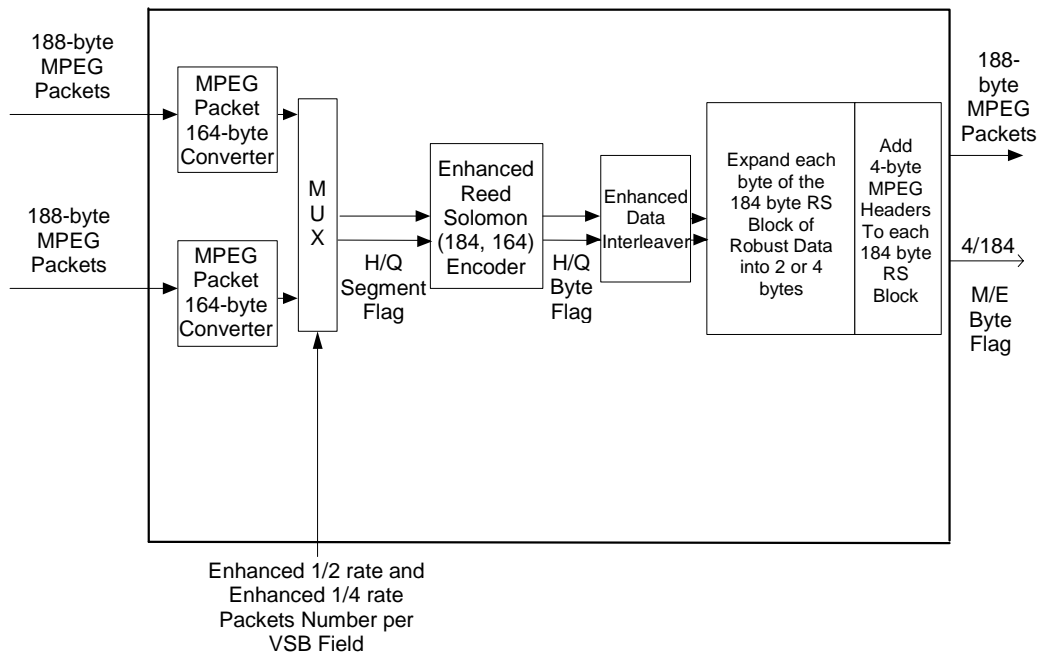 188-byte
MPEG
Packets
MPEG
Packet
164-byte
Converter
188-byte
MPEG
Packets
MPEG
Packet
164-byte
Converter
M
U
X
H/Q
Segment
Flag
Enhanced
Reed
Solomon
(184, 164)
Encoder
H/Q
Byte
Flag
Enhanced
Data
Interleaver
Expand each
byte of the
184 byte RS
Block of
Robust Data
into 2 or 4
bytes
Add
4-byte
MPEG
Headers
To each
184 byte
RS
Block
188-
byte
MPEG
Packets
4/184
M/E
Byte
Flag
Enhanced 1/2 rate and
Enhanced 1/4 rate
Packets Number per
VSB Field